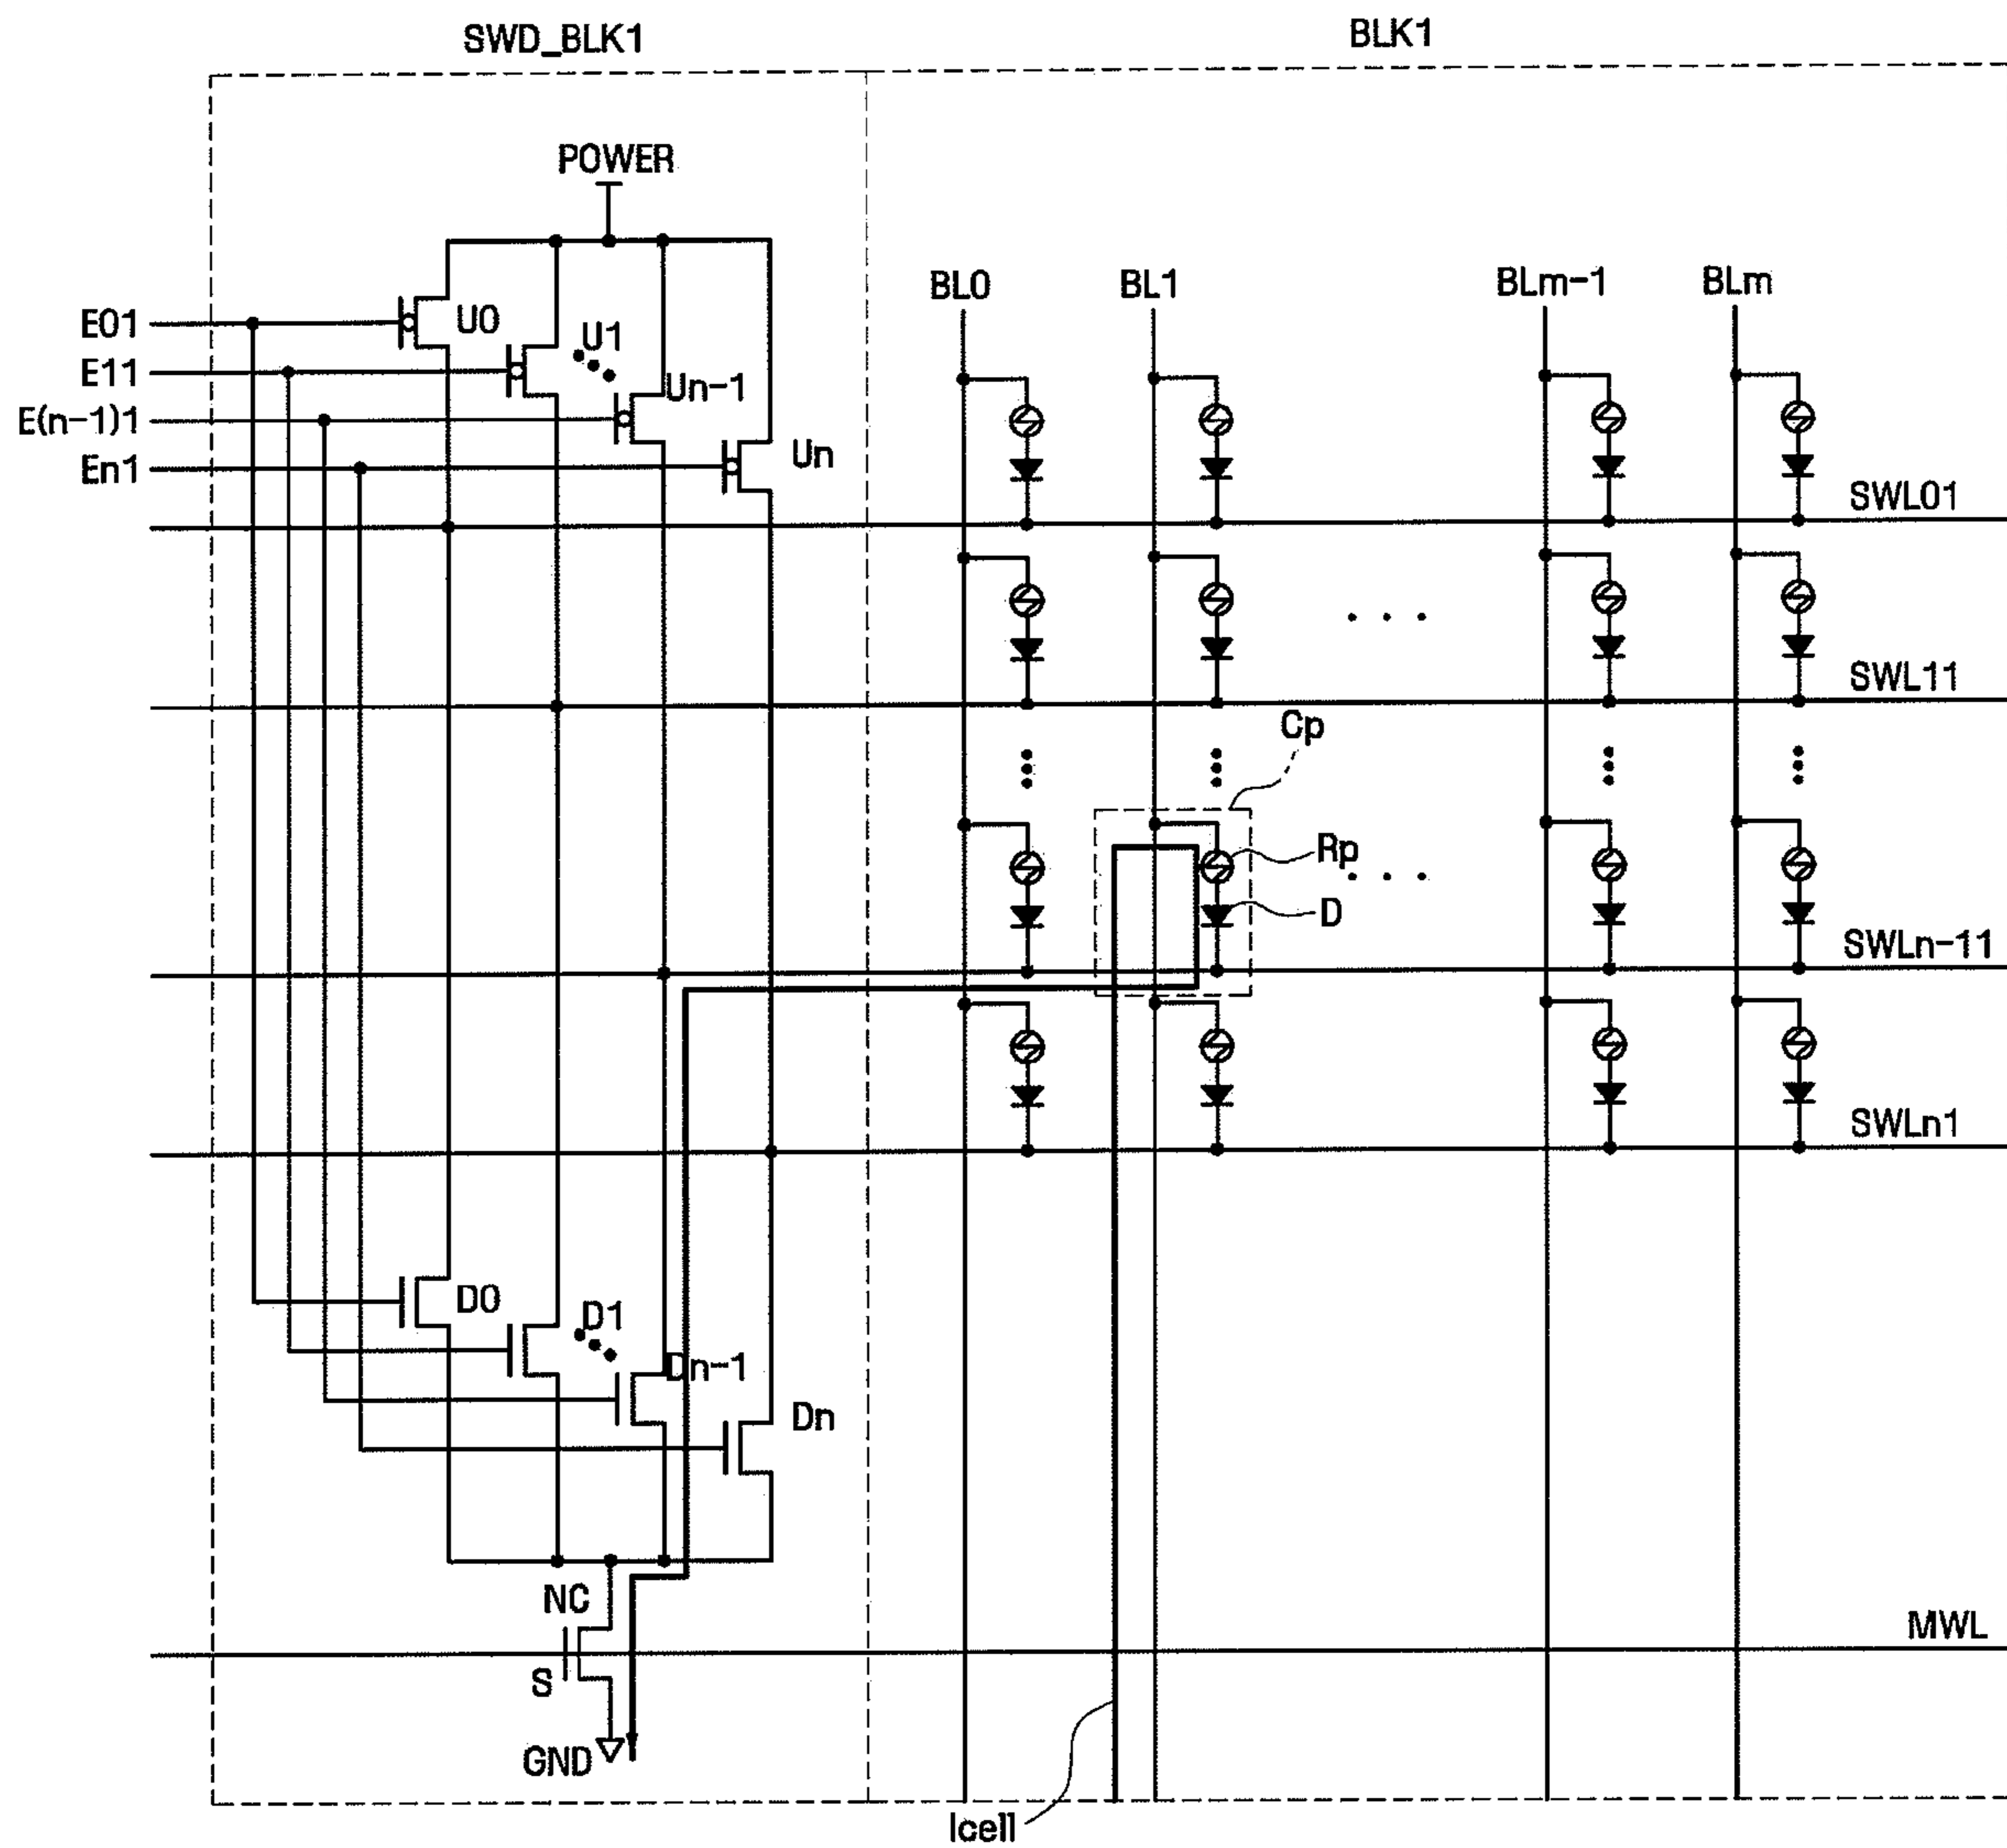 SWD_BLK1
BLK1
POWER
BL0
BL1
BLm-1
BLm
E01
U0
U1
E11
Un-1
E(n-1)1
En1
Un
SWL01
SWL11
Cp
Rp
D
SWLn-11
SWLn1
D0
D1
Dn-1
Dn
NC
MWL
S
GND
Icell